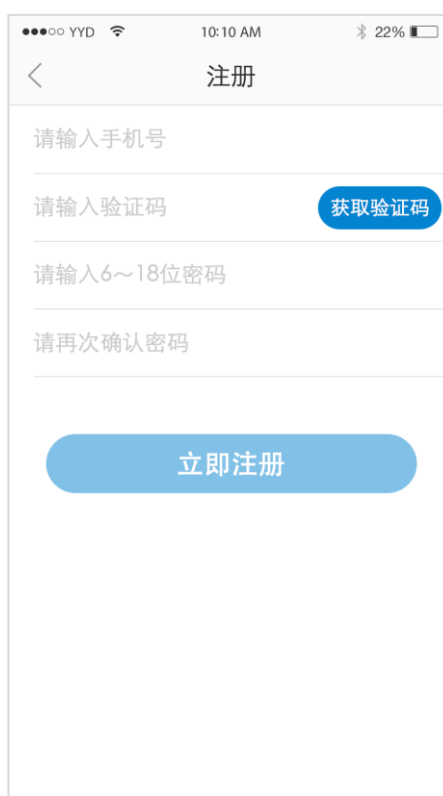 YYD 10:10 AM 22%
注册
请输入手机号
请输入验证码 获取验证码
请输入6～18位密码
请再次确认密码
立即注册